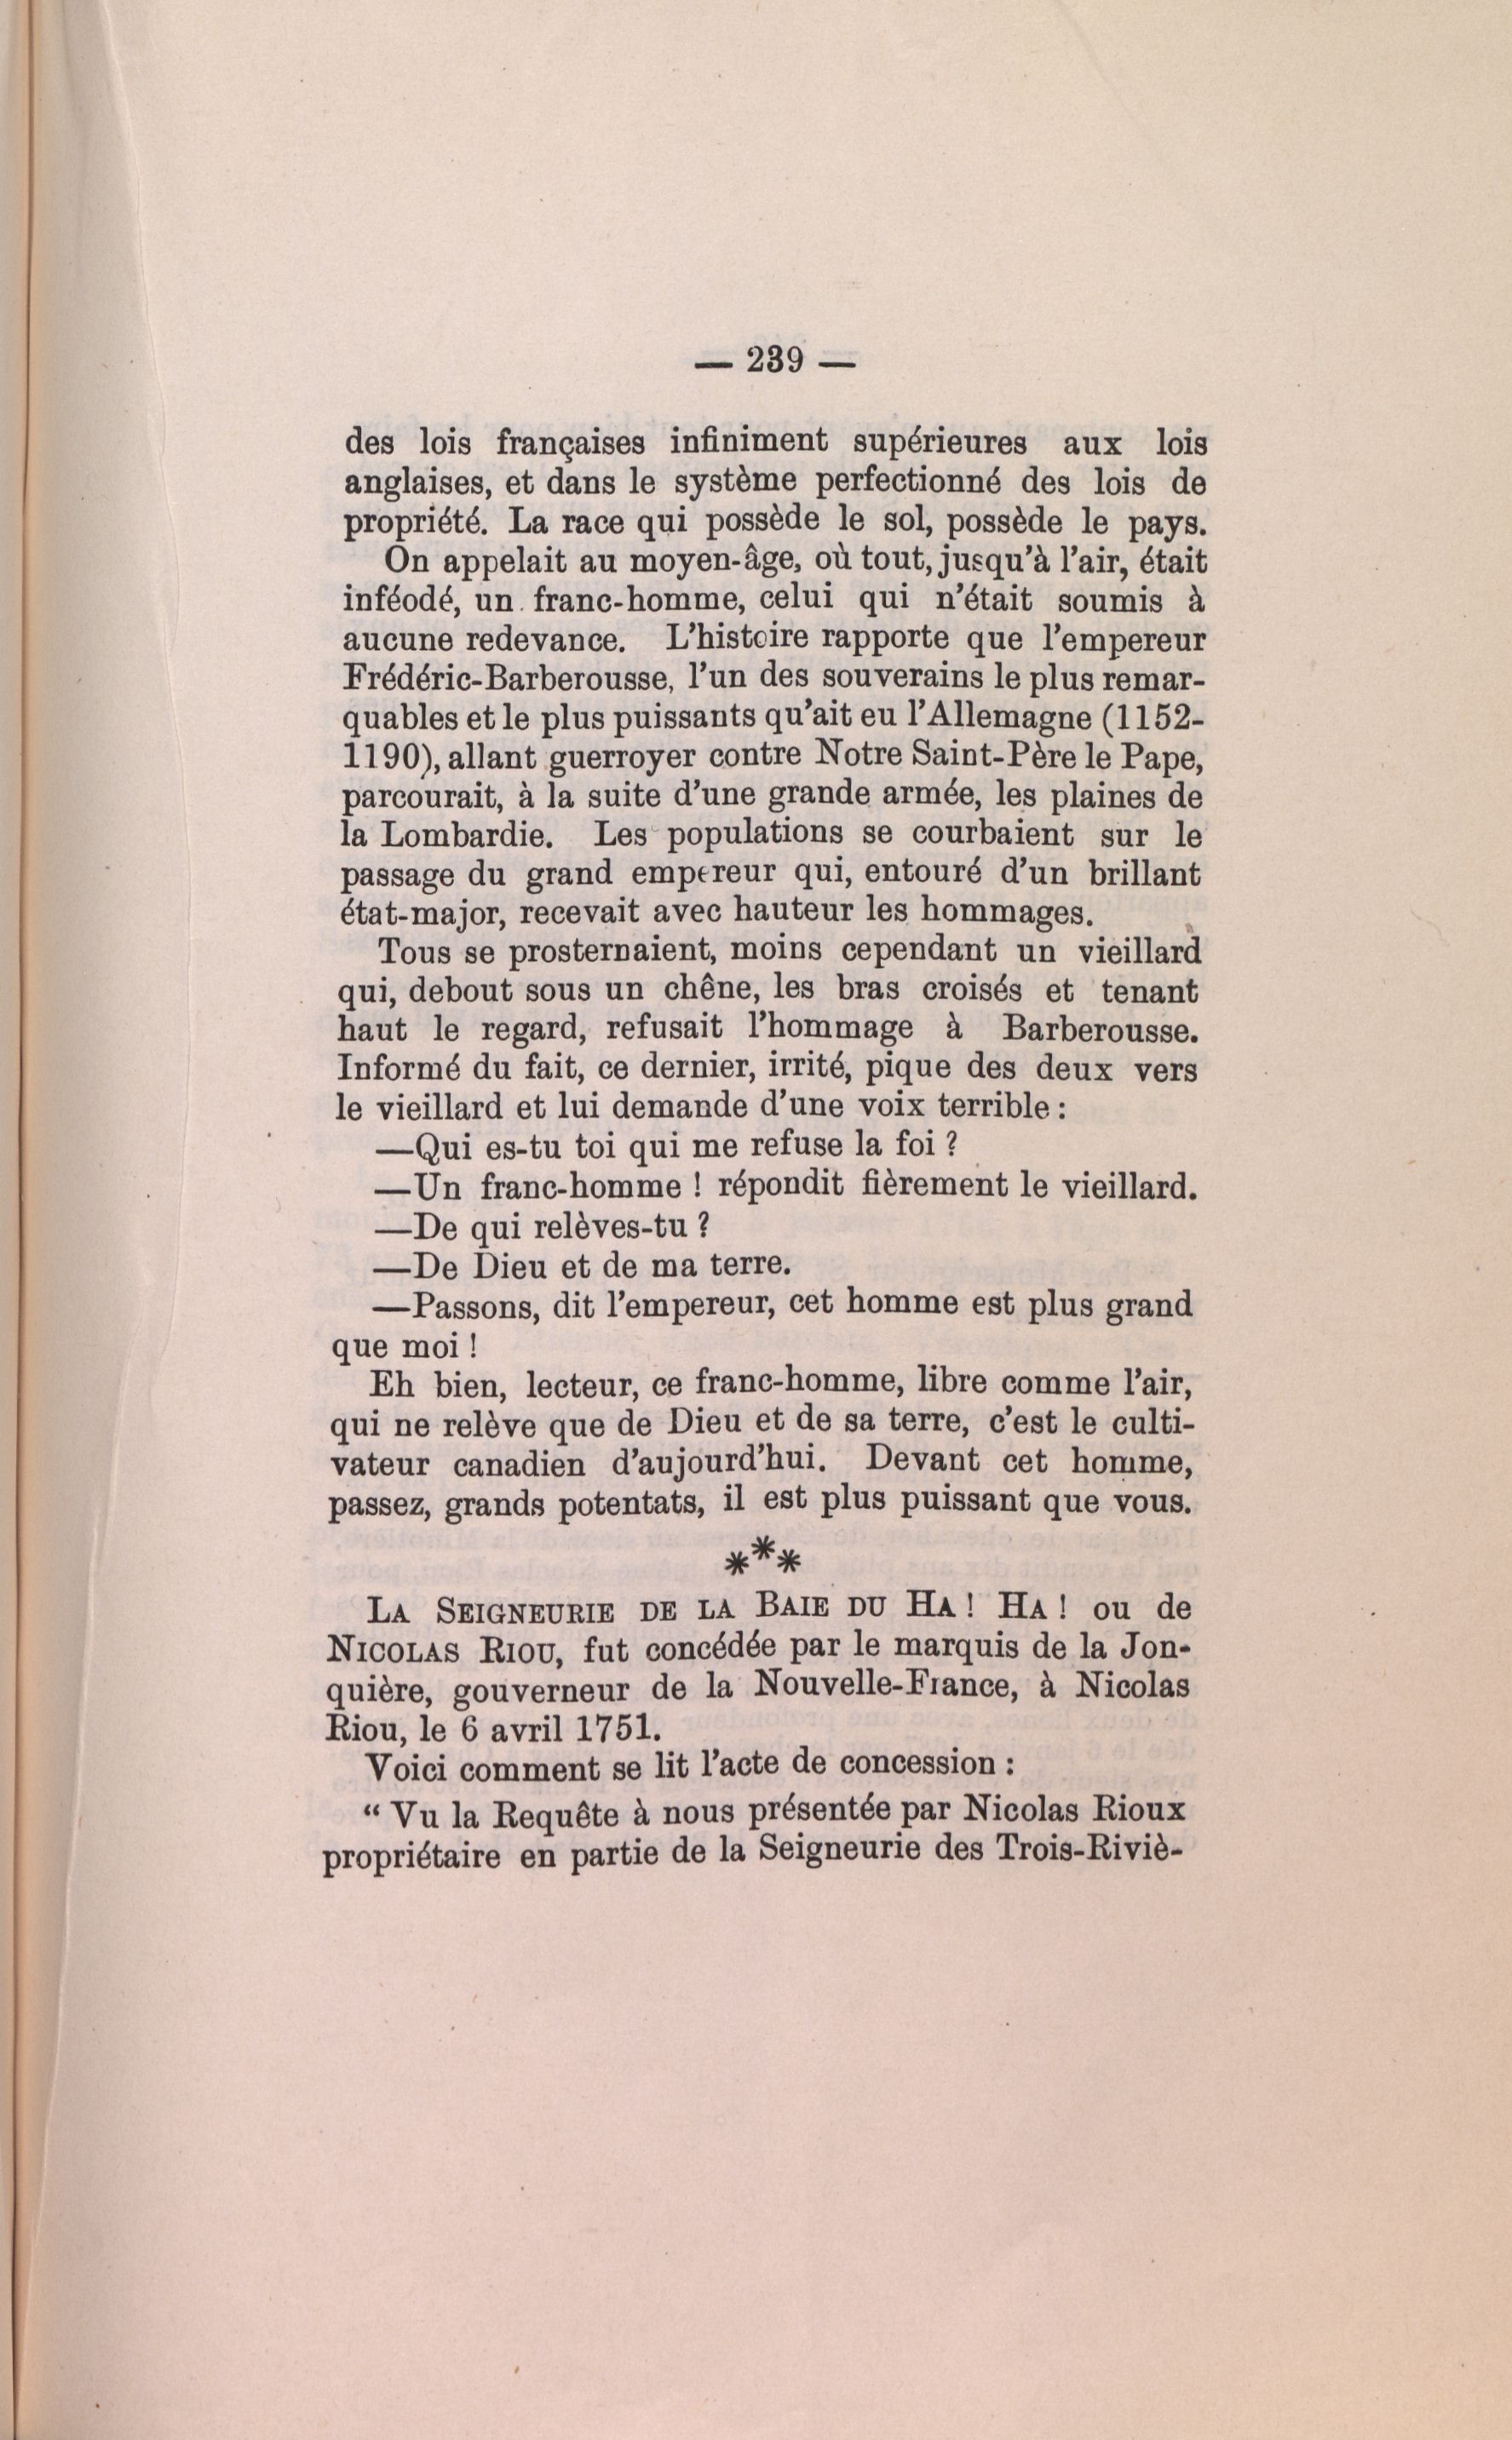 — 239 —
des lois françaises infiniment supérieures aux lois
anglaises, et dans le système perfectionné des lois de
propriété. La race qui possède le sol, possède le pays.
On appelait au moyen-âge, où tout, jusqu'à l'air, était
inféodé, un franc-homme, celui qui n'était soumis à
aucune redevance. L'histoire rapporte que l'empereur
Frédéric-Barberousse, l'un des souverains le plus remar-
quables et le plus puissants qu'ait eu l'Allemagne (1152-
1190), allant guerroyer contre Notre Saint-Père le Pape,
parcourait, à la suite d'une grande armée, les plaines de
la Lombardie. Les populations se courbaient sur le
passage du grand empereur qui, entouré d'un brillant
état-major, recevait avec hauteur les hommages.
Tous se prosternaient, moins cependant un vieillard
qui, debout sous un chêne, les bras croisés et tenant
haut le regard, refusait l'hommage à Barberousse.
Informé du fait, ce dernier, irrité, pique des deux vers
le vieillard et lui demande d'une voix terrible :
—Qui es-tu toi qui me refuse la foi ?
—Un franc-homme ! répondit fièrement le vieillard.
—De qui relèves-tu ?
—De Dieu et de ma terre.
—Passons, dit l'empereur, cet homme est plus grand
que moi !
Eh bien, lecteur, ce franc-homme, libre comme l'air,
qui ne relève que de Dieu et de sa terre, c'est le culti-
vateur canadien d'aujourd'hui. Devant cet homme,
passez, grands potentats, il est plus puissant que vous.
***
LA SEIGNEURIE DE LA BAIE DU HA ! HA ! ou de
NICOLAS RIOU, fut concédée par le marquis de la Jon-
quière, gouverneur de la Nouvelle-France, à Nicolas
Riou, le 6 avril 1751.
Voici comment se lit l'acte de concession :
“ Vu la Requête à nous présentée par Nicolas Rioux
propriétaire en partie de la Seigneurie des Trois-Riviè-